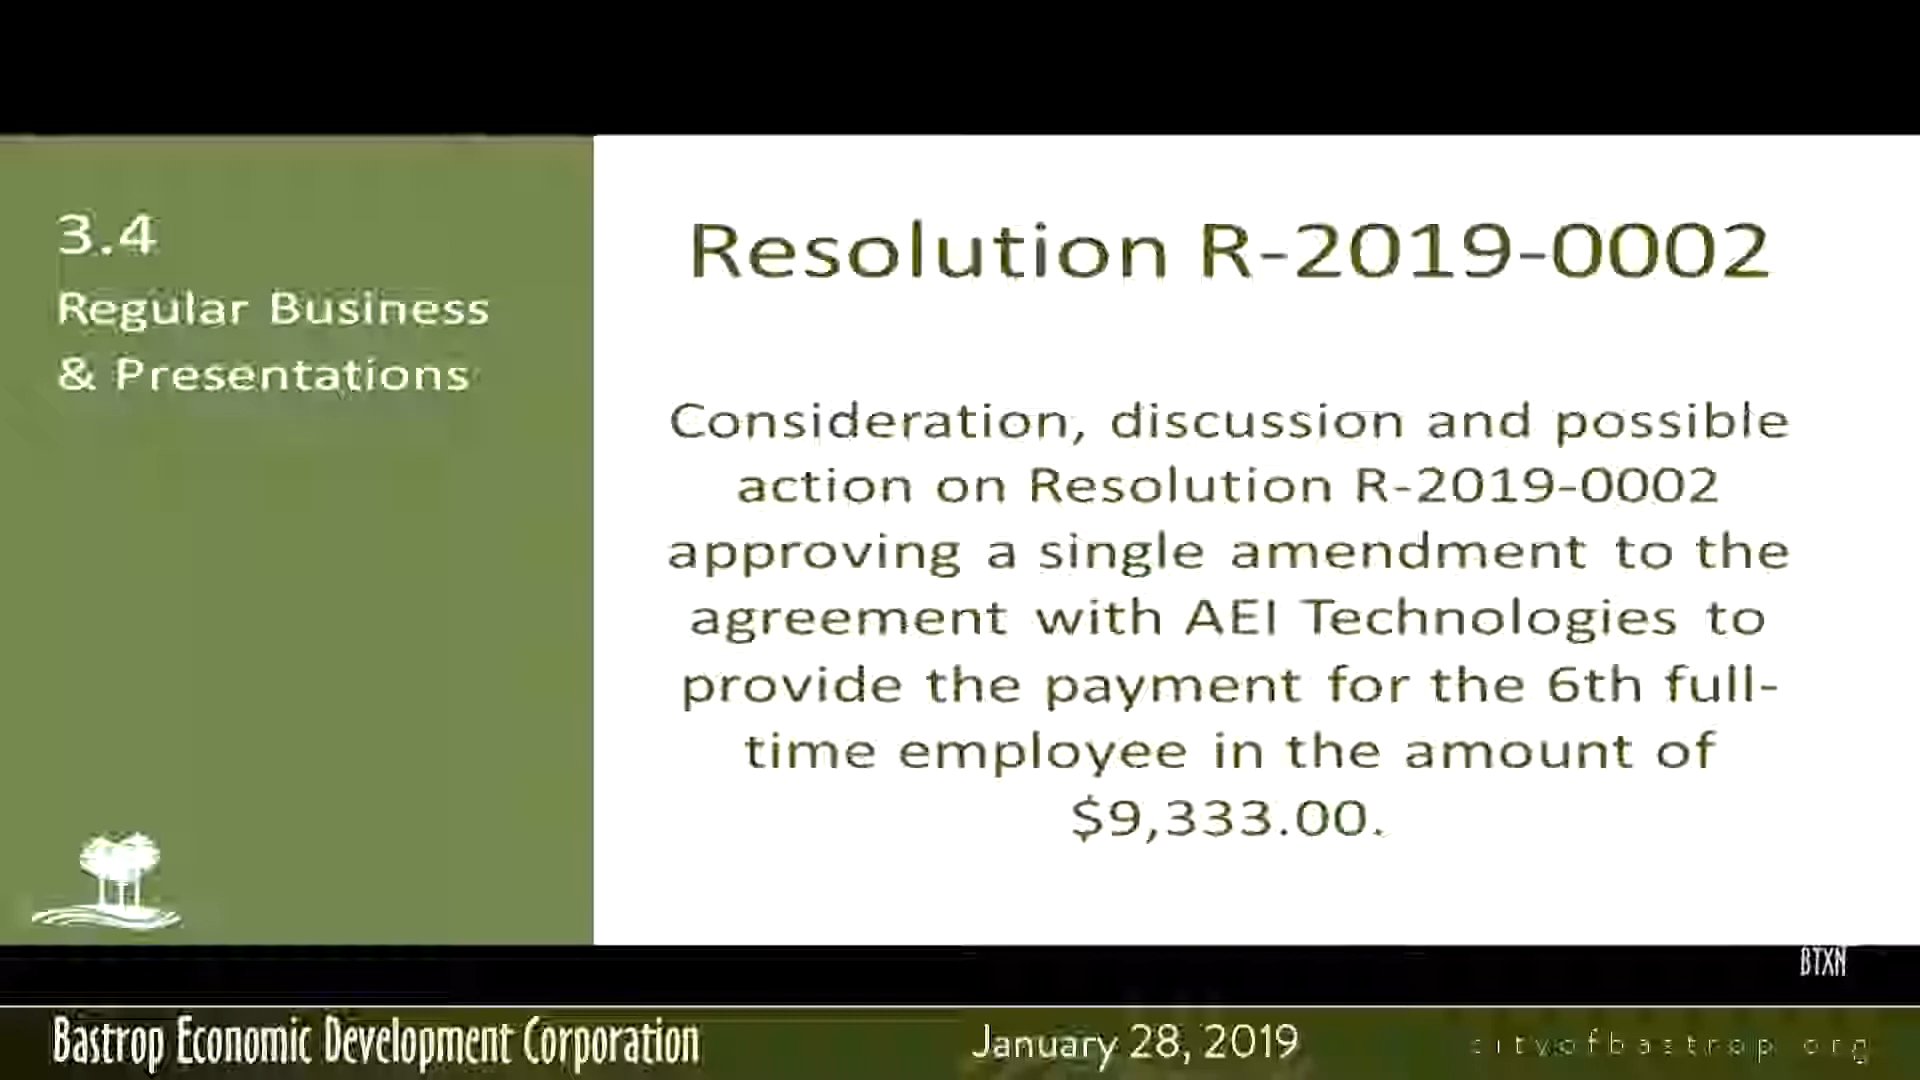 3.4
Regular Business
& Presentations
Resolution R-2019-0002
Consideration, discussion and possible
action on Resolution R-2019-0002
approving a single amendment to the
agreement with AEI Technologies to
provide the payment for the 6th full-
time employee in the amount of
$9,333.00.
BTXN
Bastrop Economic Development Corporation
January 28, 2019
cityofbastrop.org